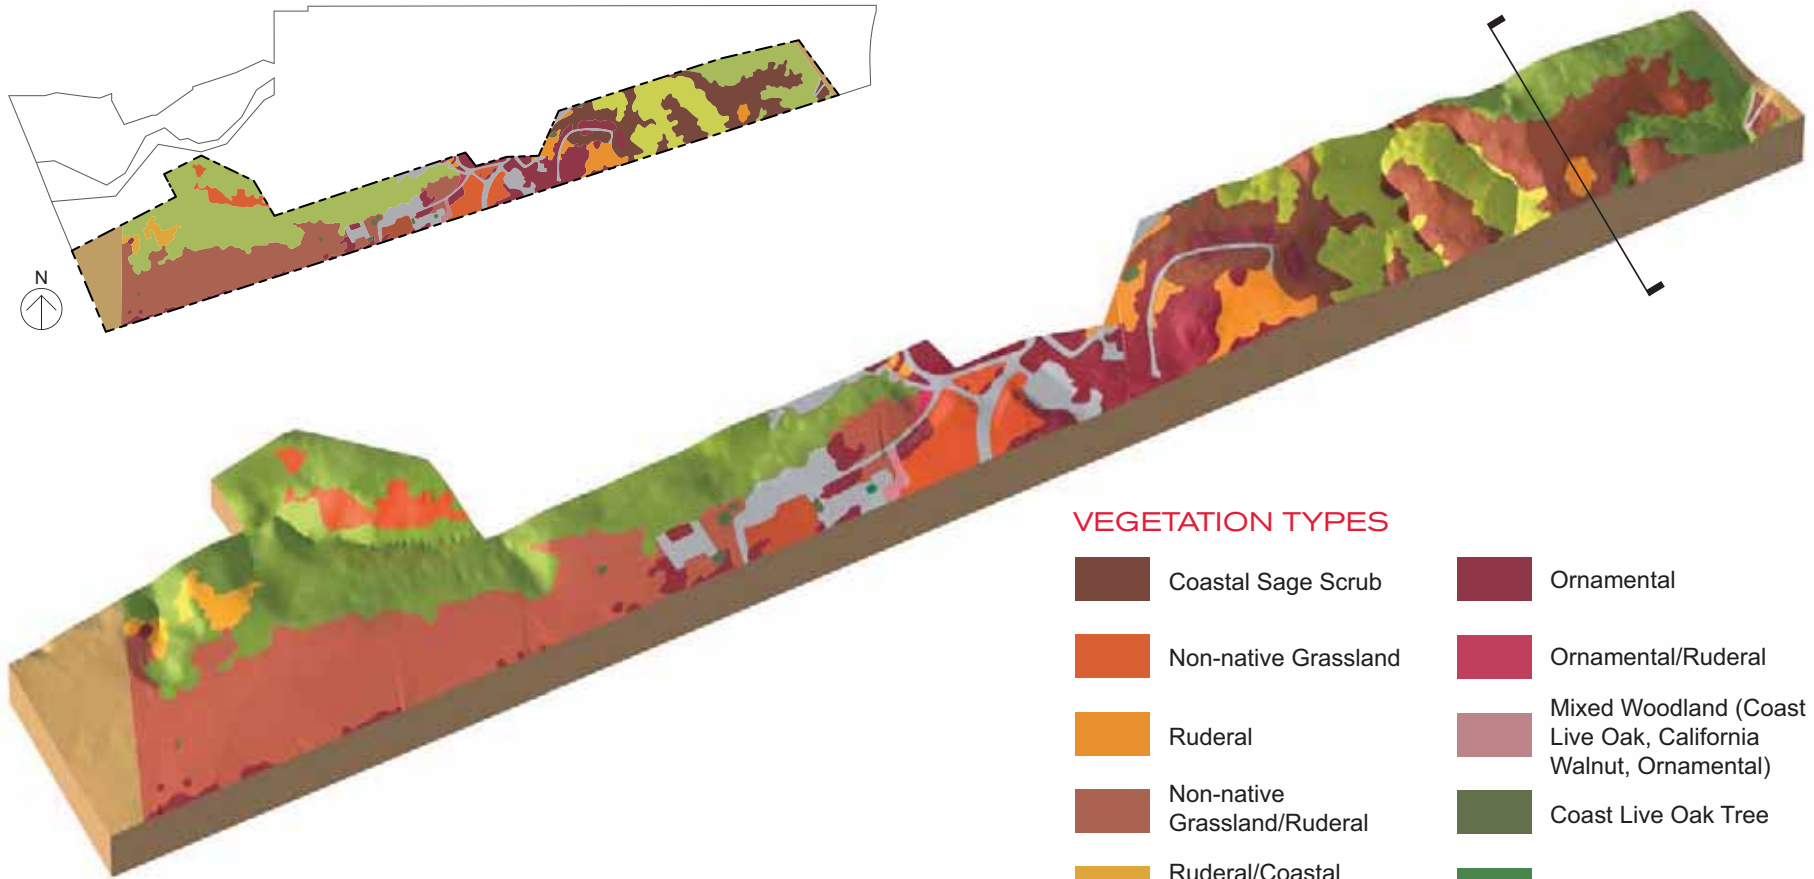 N
VEGETATION TYPES
Coastal Sage Scrub
Non-native Grassland
Ruderal
Non-native
Grassland/Ruderal
Ruderal/Coastal
Ornamental
Ornamental/Ruderal
Mixed Woodland (Coast
Live Oak, California
Walnut, Ornamental)
Coast Live Oak Tree